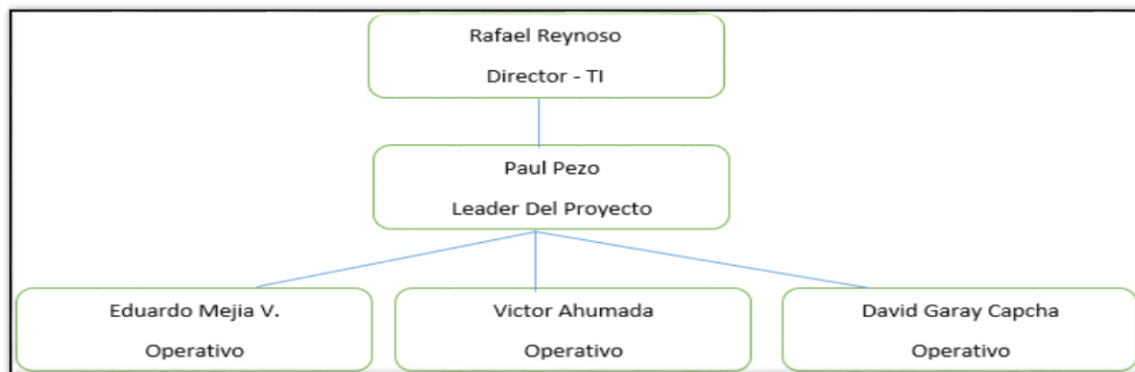 Rafael Reynoso
Director - TI
Paul Pezo
Leader Del Proyecto
Eduardo Mejia V.
Operativo
Victor Ahumada
Operativo
David Garay Capcha
Operativo